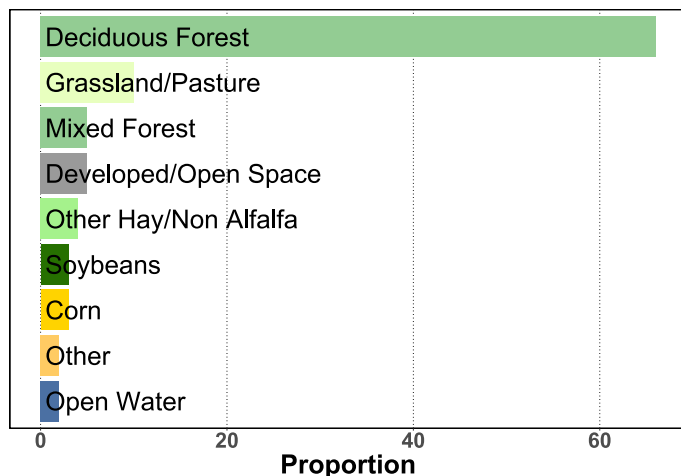 Deciduous Forest
Grassland/Pasture
Mixed Forest
Developed/Open Space
Other Hay/Non Alfalfa
Soybeans
Corn
Other
Open Water
0 20 40 60
Proportion